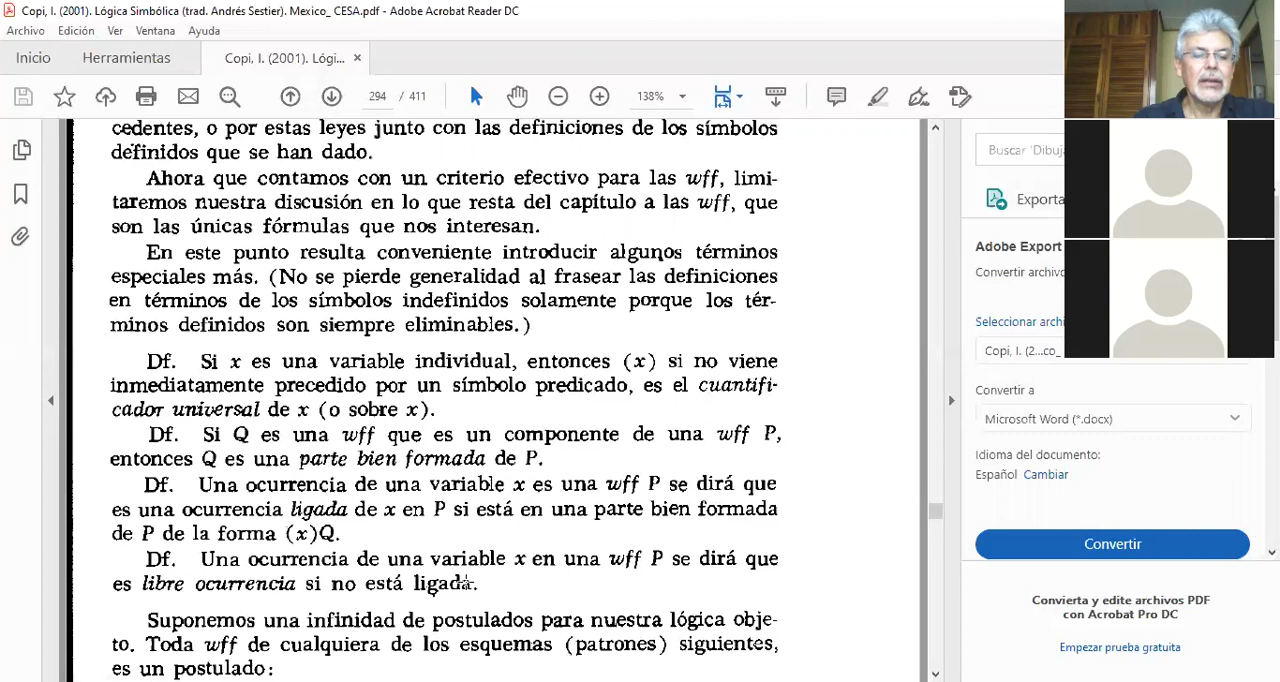 Copi, I. (2001). Lógica Simbólica (trad. Andrés Sestier). Mexico_ CESA.pdf - Adobe Acrobat Reader DC
Archivo Edición Ver Ventana Ayuda
Inicio Herramientas Copi, I. (2001). Lógi... ×
294 / 411 138%
cedentes, o por estas leyes junto con las definiciones de los símbolos
definidos que se han dado.
Ahora que contamos con un criterio efectivo para las wff, limi-
taremos nuestra discusión en lo que resta del capítulo a las wff, que
son las únicas fórmulas que nos interesan.
En este punto resulta conveniente introducir algunos términos
especiales más. (No se pierde generalidad al frasear las definiciones
en términos de los símbolos indefinidos solamente porque los tér-
minos definidos son siempre eliminables.)
Df. Si x es una variable individual, entonces (x) si no viene
inmediatamente precedido por un símbolo predicado, es el cuantifi-
cador universal de x (o sobre x).
Df. Si Q es una wff que es un componente de una wff P,
entonces Q es una parte bien formada de P.
Df. Una ocurrencia de una variable x es una wff P se dirá que
es una ocurrencia ligada de x en P si está en una parte bien formada
de P de la forma (x)Q.
Df. Una ocurrencia de una variable x en una wff P se dirá que
es libre ocurrencia si no está ligada.
Suponemos una infinidad de postulados para nuestra lógica obje-
to. Toda wff de cualquiera de los esquemas (patrones) siguientes,
es un postulado:
Buscar 'Dibuj
Exporta
Adobe Export
Convertir archivo
Seleccionar archi
Copi, I. (2...co_
Convertir a
Microsoft Word (*.docx)
Idioma del documento:
Español Cambiar
Convertir
Convierta y edite archivos PDF
con Acrobat Pro DC
Empezar prueba gratuita